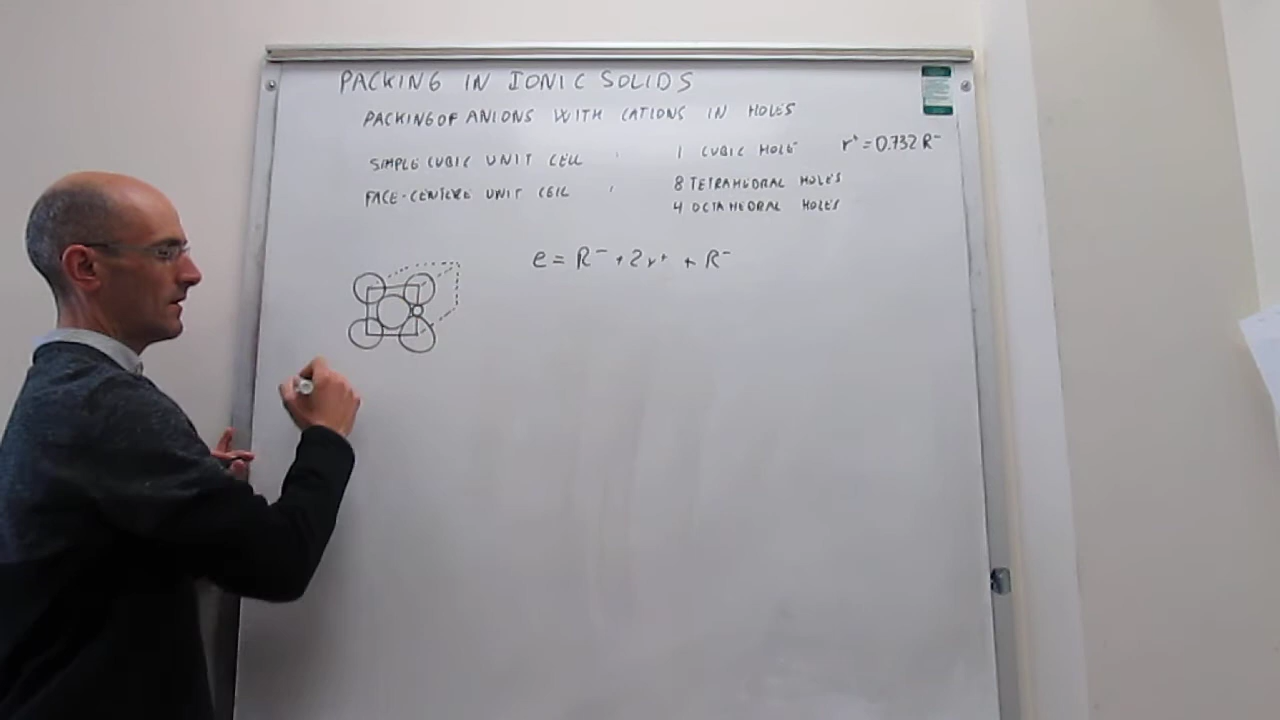 PACKING IN IONIC SOLIDS
PACKING OF ANIONS WITH CATIONS IN HOLES
SIMPLE CUBIC UNIT CELL , 1 CUBIC HOLE r⁺ = 0.732 R⁻
FACE-CENTERE UNIT CELL , 8 TETRAHEDRAL HOLES
4 OCTAHEDRAL HOLES
e = R⁻ + 2r⁺ + R⁻